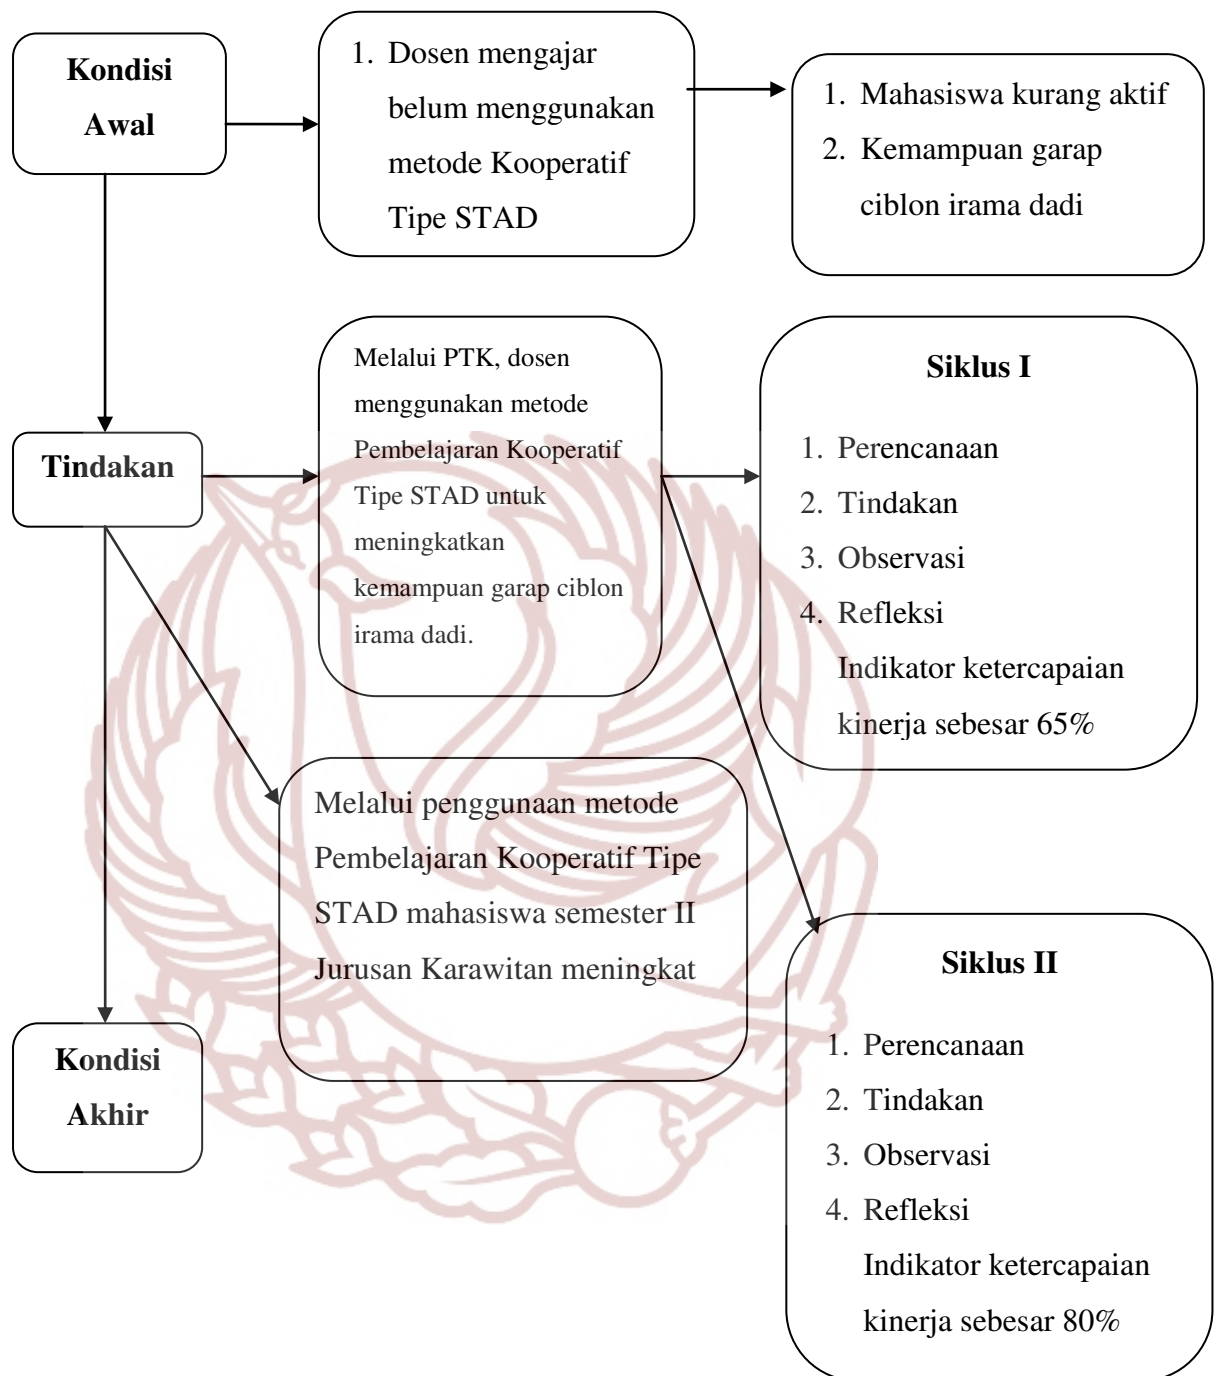 Kondisi
Awal
1. Dosen mengajar
belum menggunakan
metode Kooperatif
Tipe STAD
1. Mahasiswa kurang aktif
2. Kemampuan garap
ciblon irama dadi
Tindakan
Melalui PTK, dosen
menggunakan metode
Pembelajaran Kooperatif
Tipe STAD untuk
meningkatkan
kemampuan garap ciblon
irama dadi.
Siklus I
1. Perencanaan
2. Tindakan
3. Observasi
4. Refleksi
Indikator ketercapaian
kinerja sebesar 65%
Melalui penggunaan metode
Pembelajaran Kooperatif Tipe
STAD mahasiswa semester II
Jurusan Karawitan meningkat
Kondisi
Akhir
Siklus II
1. Perencanaan
2. Tindakan
3. Observasi
4. Refleksi
Indikator ketercapaian
kinerja sebesar 80%